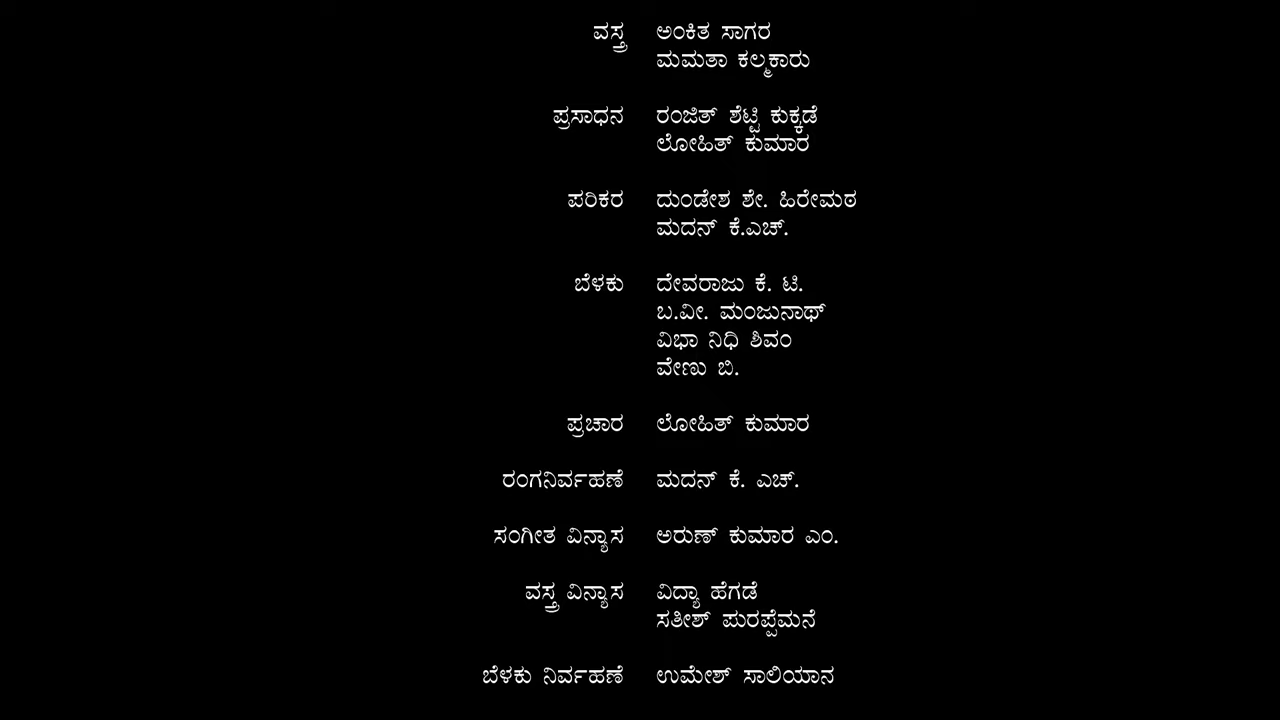 ವಸ್ತ್ರ ಅಂಕಿತ ಸಾಗರ
ಮಮತಾ ಕಲ್ಮಕಾರು
ಪ್ರಸಾಧನ ರಂಜಿತ್ ಶೆಟ್ಟಿ ಕುಕ್ಕಡೆ
ಲೋಹಿತ್ ಕುಮಾರ
ಪರಿಕರ ದುಂಡೇಶ ಶೇ. ಹಿರೇಮಠ
ಮದನ್ ಕೆ.ಎಚ್.
ಬೆಳಕು ದೇವರಾಜು ಕೆ. ಟಿ.
ಬ.ವೀ. ಮಂಜುನಾಥ್
ವಿಭಾ ನಿಧಿ ಶಿವಂ
ವೇಣು ಬಿ.
ಪ್ರಚಾರ ಲೋಹಿತ್ ಕುಮಾರ
ರಂಗನಿರ್ವಹಣೆ ಮದನ್ ಕೆ. ಎಚ್.
ಸಂಗೀತ ವಿನ್ಯಾಸ ಅರುಣ್ ಕುಮಾರ ಎಂ.
ವಸ್ತ್ರ ವಿನ್ಯಾಸ ವಿದ್ಯಾ ಹೆಗಡೆ
ಸತೀಶ್ ಪುರಪ್ಪೆಮನೆ
ಬೆಳಕು ನಿರ್ವಹಣೆ ಉಮೇಶ್ ಸಾಲಿಯಾನ